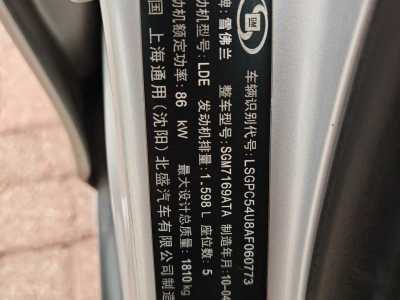 GM
牌: 雪佛兰
车辆识别代号: LSGPC54U8AF060773
动机型号: LDE
整车型号: SGM7169ATA 制造年月: 10-04
动机额定功率: 86 kW
发动机排量: 1.598 L 座位数: 5
最大设计总质量: 1810 kg
国 上海通用(沈阳)北盛汽车有限公司制造